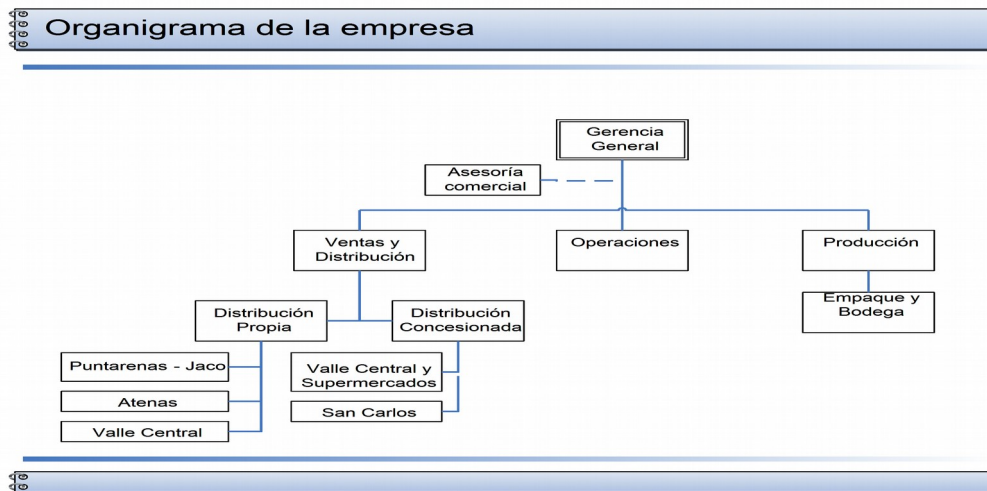 Organigrama de la empresa
Gerencia
General
Asesoría
comercial
Ventas y
Distribución
Operaciones
Producción
Empaque y
Bodega
Distribución
Propia
Distribución
Concesionada
Puntarenas - Jaco
Atenas
Valle Central
Valle Central y
Supermercados
San Carlos